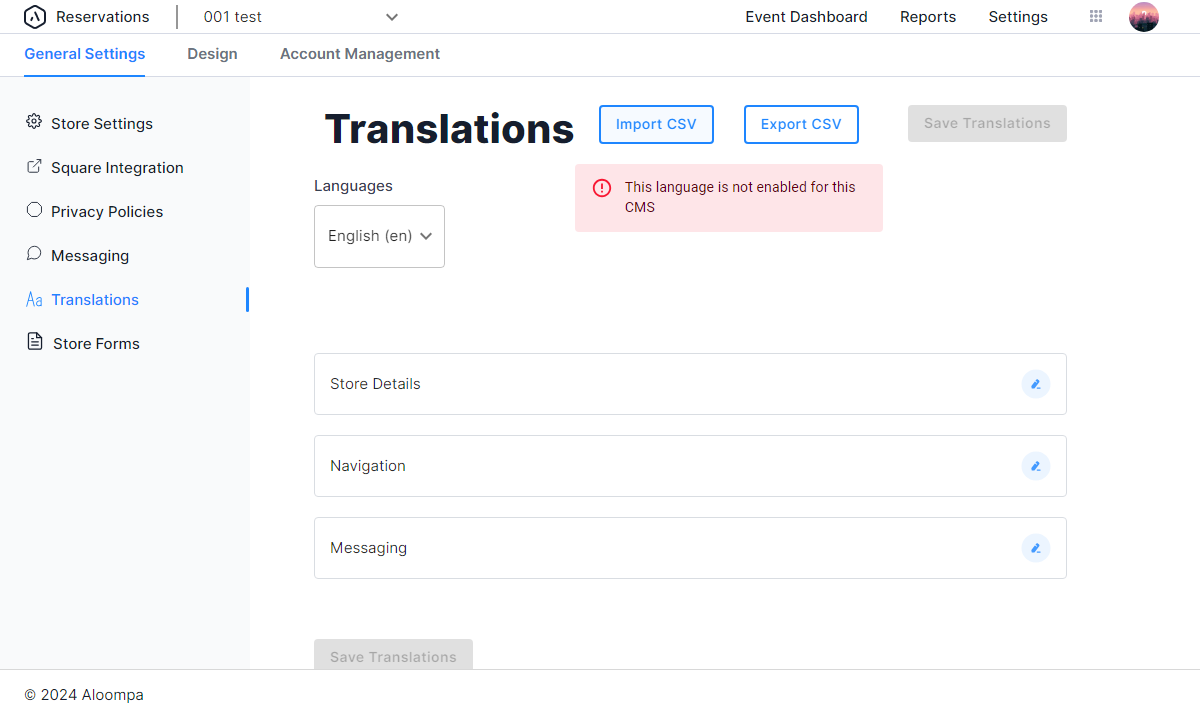 Reservations
001 test
Event Dashboard
Reports
Settings
General Settings
Design
Account Management
Store Settings
Square Integration
Privacy Policies
Messaging
Aa Translations
Store Forms
Translations
Import CSV
Export CSV
Save Translations
This language is not enabled for this
CMS
Languages
English (en)
Store Details
Navigation
Messaging
Save Translations
© 2024 Aloompa